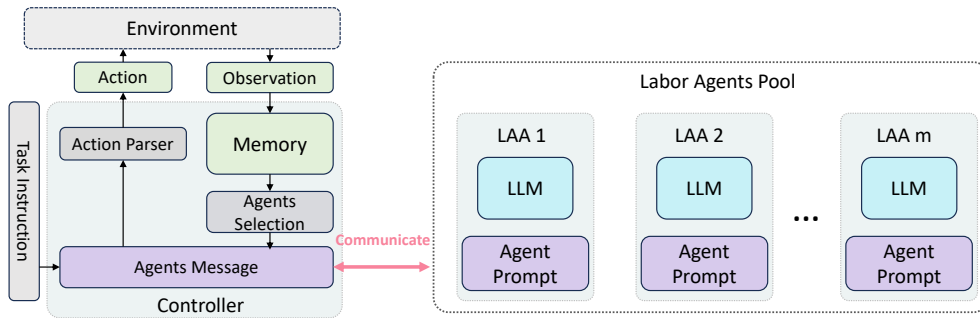 Environment
Action
Observation
Task Instruction
Action Parser
Memory
Agents
Selection
Agents Message
Controller
Communicate
Labor Agents Pool
LAA 1
LLM
Agent
Prompt
LAA 2
LLM
Agent
Prompt
...
LAA m
LLM
Agent
Prompt